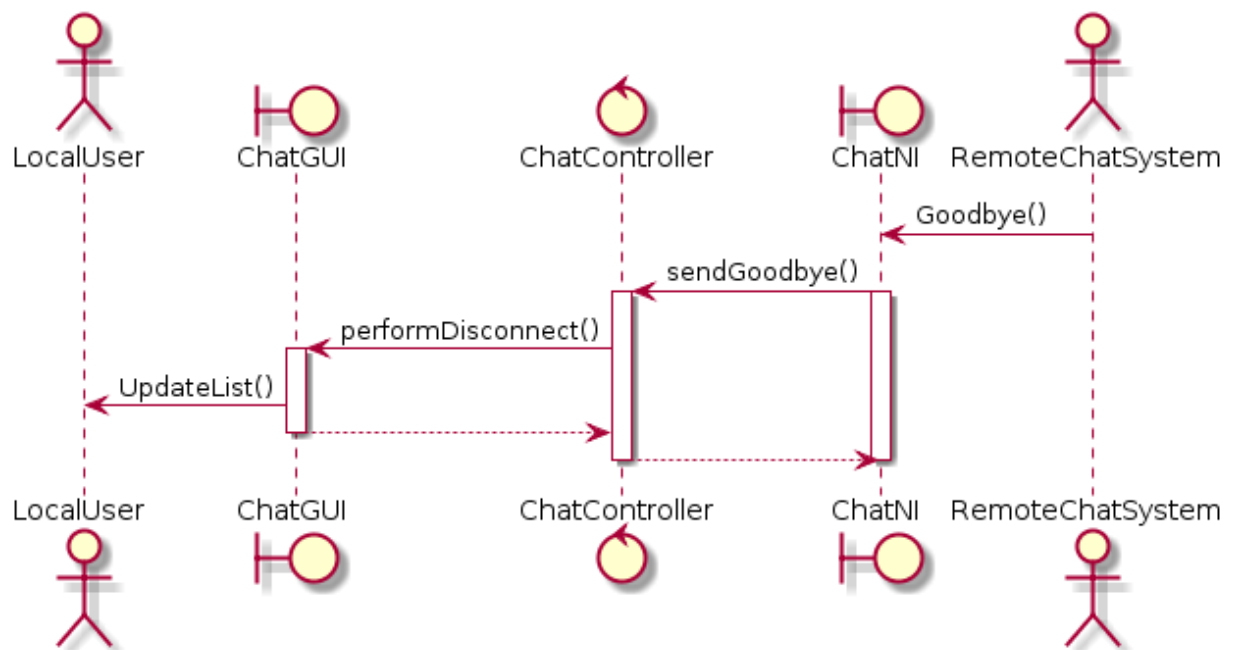 LocalUser ChatGUI ChatController ChatNI RemoteChatSystem
Goodbye()
sendGoodbye()
performDisconnect()
UpdateList()
LocalUser ChatGUI ChatController ChatNI RemoteChatSystem